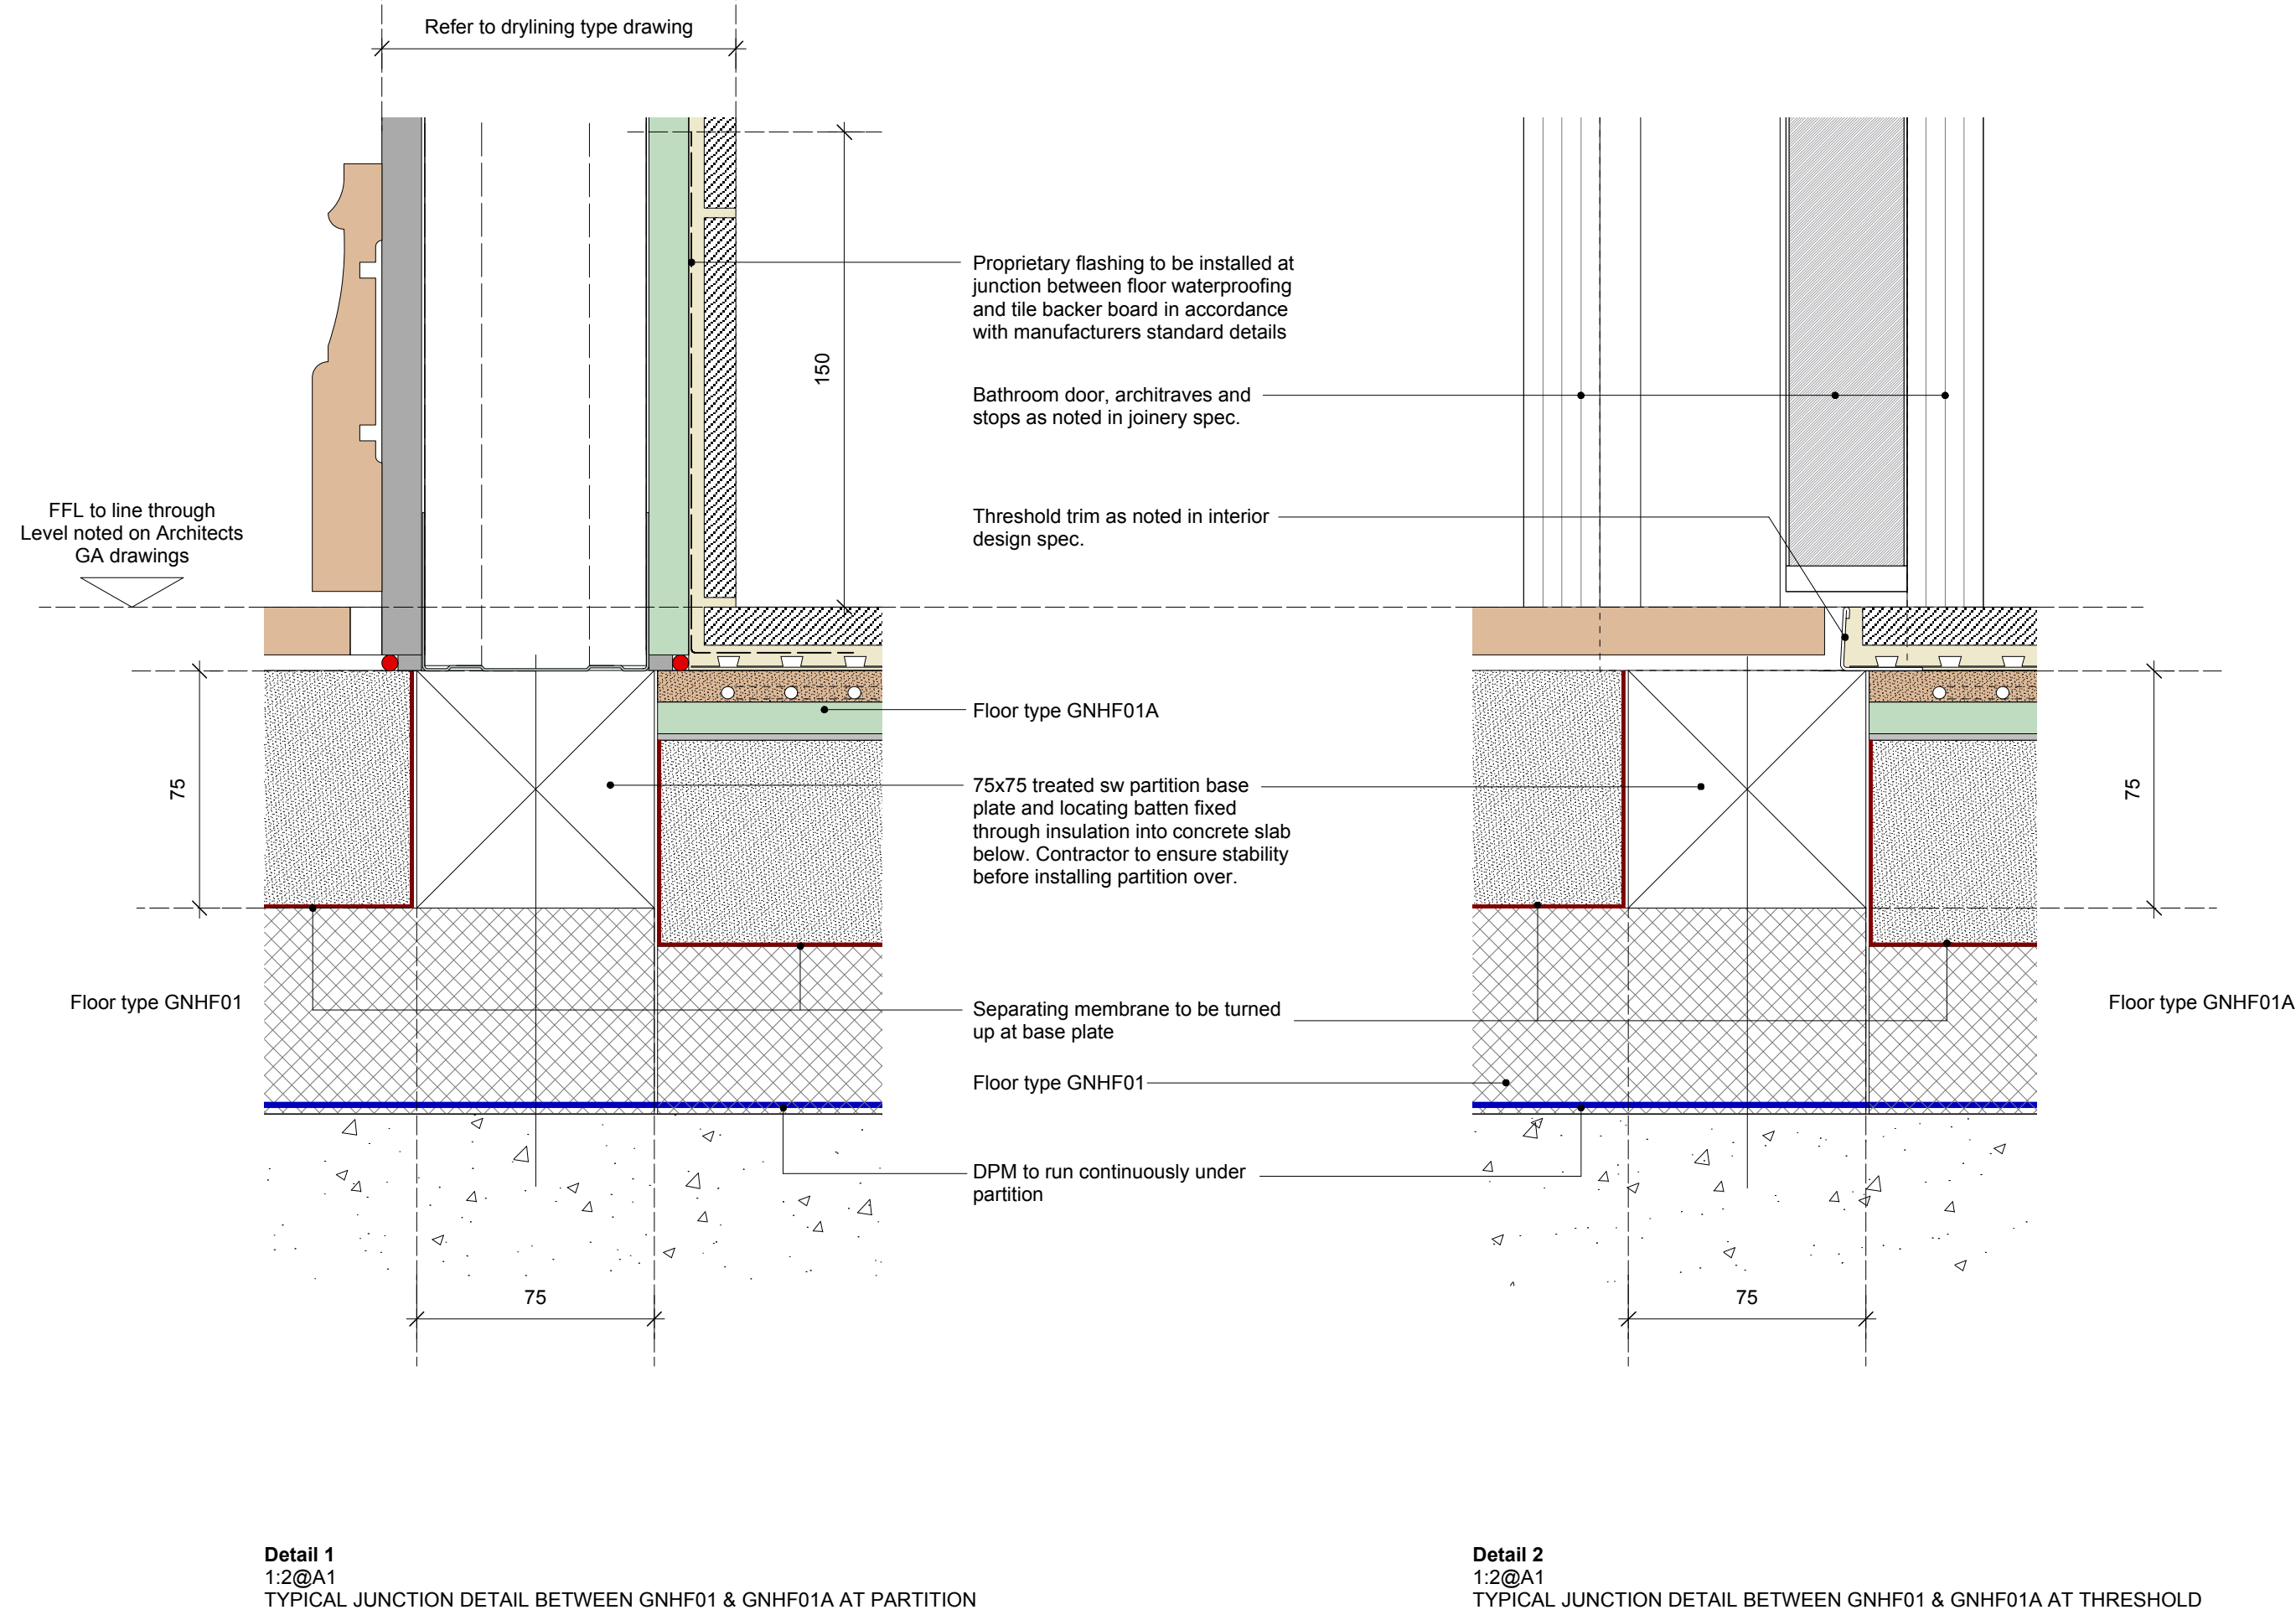 Refer to drylining type drawing
150
Proprietary flashing to be installed at
junction between floor waterproofing
and tile backer board in accordance
with manufacturers standard details
Bathroom door, architraves and
stops as noted in joinery spec.
FFL to line through
Level noted on Architects
GA drawings
Threshold trim as noted in interior
design spec.
Floor type GNHF01A
75
75x75 treated sw partition base
plate and locating batten fixed
through insulation into concrete slab
below. Contractor to ensure stability
before installing partition over.
75
Floor type GNHF01
Separating membrane to be turned
up at base plate
Floor type GNHF01A
Floor type GNHF01
DPM to run continuously under
partition
75
75
Detail 1
1:2@A1
TYPICAL JUNCTION DETAIL BETWEEN GNHF01 & GNHF01A AT PARTITION
Detail 2
1:2@A1
TYPICAL JUNCTION DETAIL BETWEEN GNHF01 & GNHF01A AT THRESHOLD